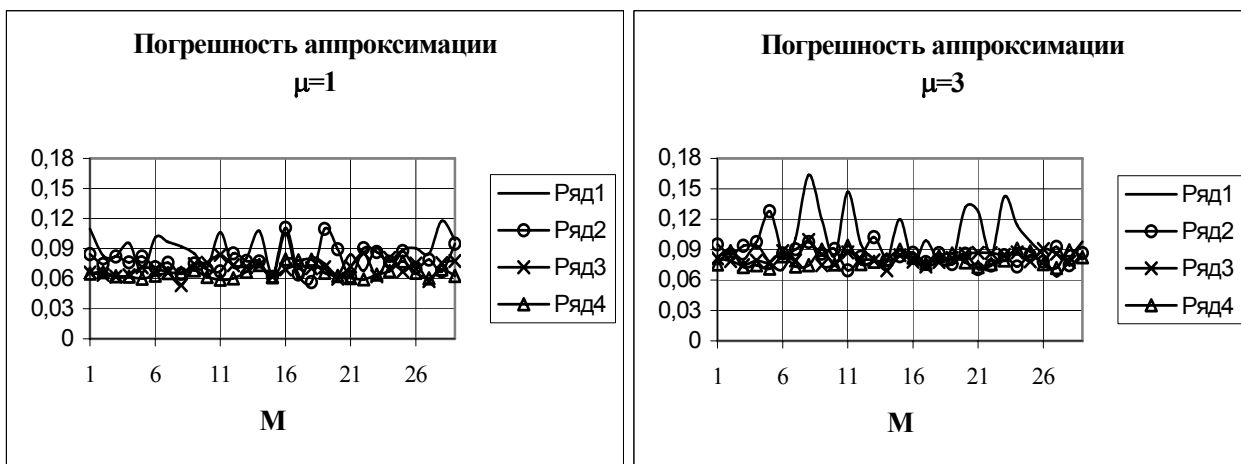 Погрешность аппроксимации
μ=1
0,18
0,15
0,12
0,09
0,06
0,03
0
1 6 11 16 21 26
М
Ряд1
Ряд2
Ряд3
Ряд4
Погрешность аппроксимации
μ=3
0,18
0,15
0,12
0,09
0,06
0,03
0
1 6 11 16 21 26
М
Ряд1
Ряд2
Ряд3
Ряд4